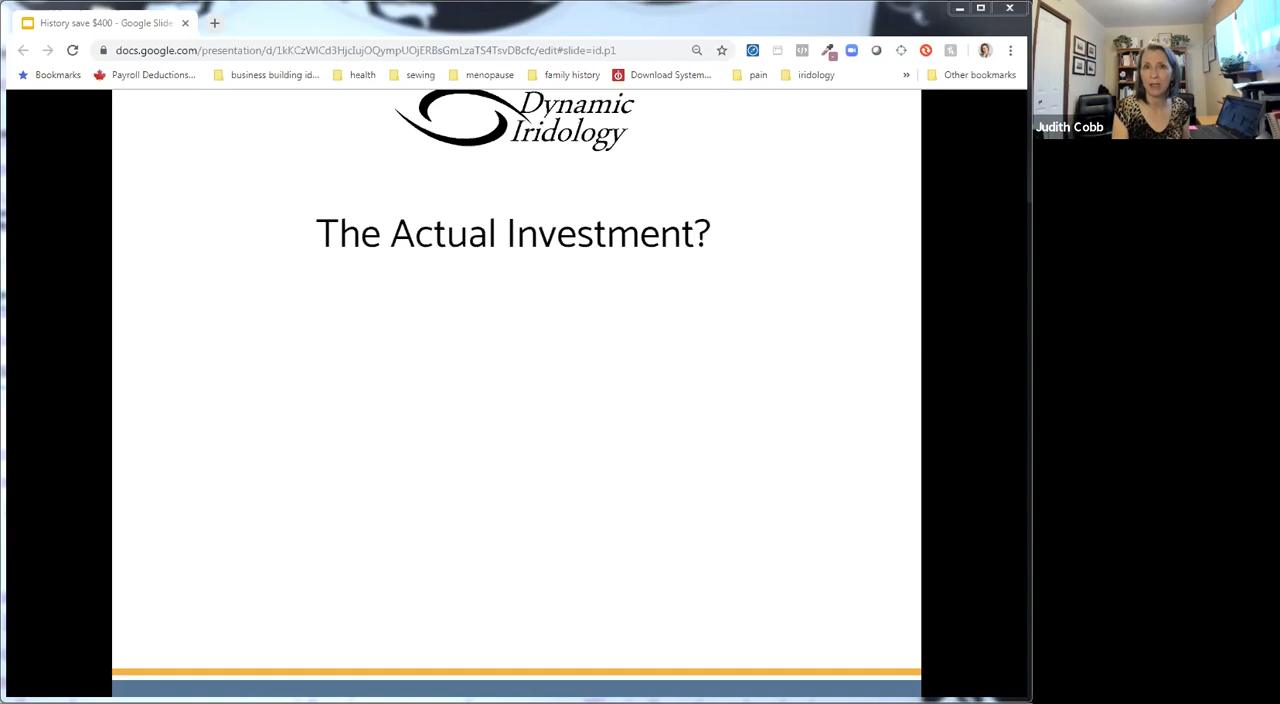 History save $400 - Google Slide
docs.google.com/presentation/d/1kKCzWlCd3HjcIujOQympUOjERBsGmLzaTS4TsvDBcfc/edit#slide=id.p1
Bookmarks
Payroll Deductions...
business building id...
health
sewing
menopause
family history
Download System...
pain
iridology
»
Other bookmarks
Dynamic
Iridology
Judith Cobb
The Actual Investment?